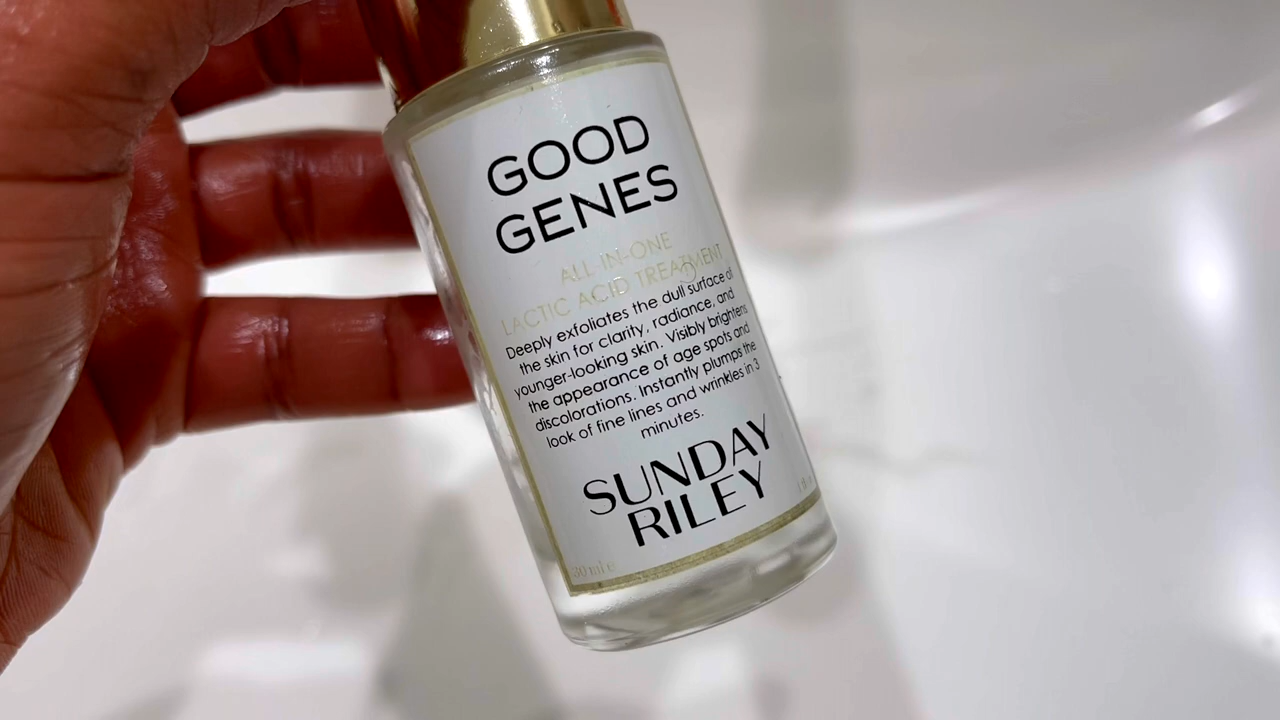 GOOD
GENES
ALL-IN-ONE
LACTIC ACID TREATMENT
Deeply exfoliates the dull surface of
the skin for clarity, radiance, and
younger-looking skin. Visibly brightens
the appearance of age spots and
discolorations. Instantly plumps the
look of fine lines and wrinkles in 3
minutes.
SUNDAY
RILEY
30 ml e